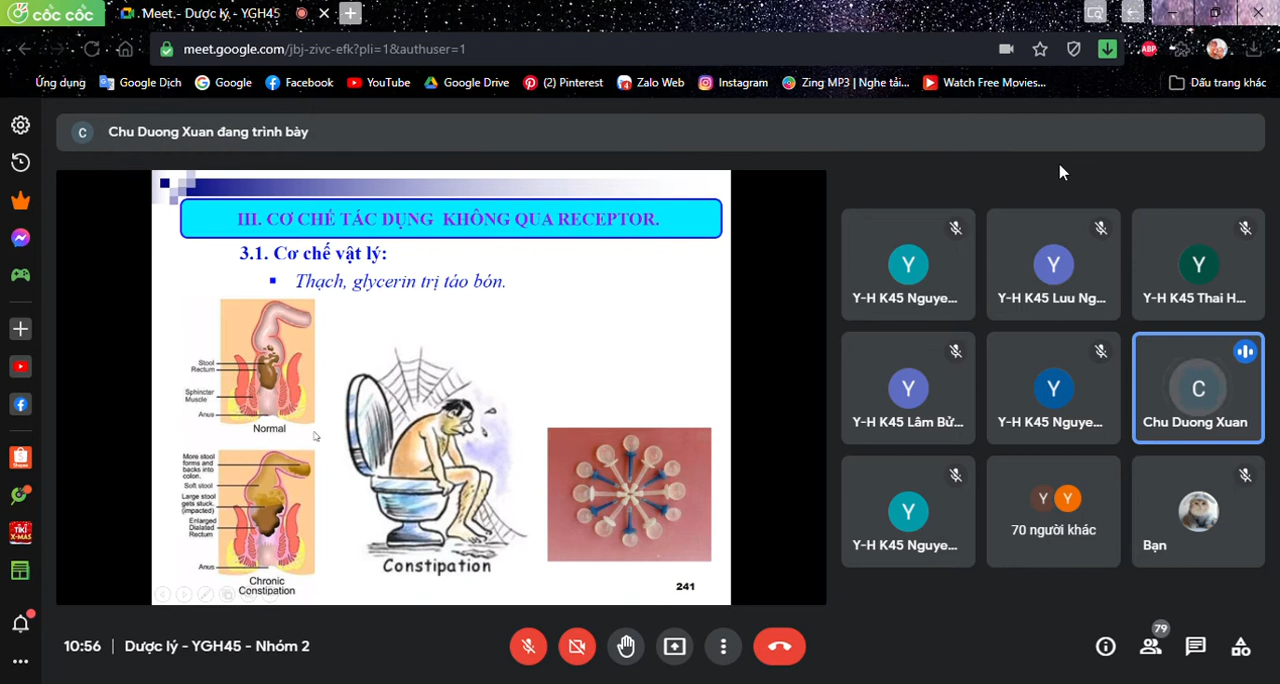 cốc cốc
Meet - Dược lý - YGH45
meet.google.com/jbj-zivc-efk?pli=1&authuser=1
ABP
Ứng dụng
Google Dịch
Google
Facebook
YouTube
Google Drive
(2) Pinterest
Zalo Web
Instagram
Zing MP3 | Nghe tải...
Watch Free Movies...
Dấu trang khác
C
Chu Duong Xuan đang trình bày
III. CƠ CHẾ TÁC DỤNG KHÔNG QUA RECEPTOR.
3.1. Cơ chế vật lý:
Thạch, glycerin trị táo bón.
Stool
Rectum
Sphincter
Muscle
Anus
Normal
More stool
forms and
backs into
colon.
Soft stool
Large stool
gets stuck.
(impacted)
Enlarged
Dialated
Rectum
Anus
Chronic
Constipation
Constipation
241
Y
Y-H K45 Nguye...
Y
Y-H K45 Luu Ng...
Y
Y-H K45 Thai H...
Y
Y-H K45 Lâm Bử...
Y
Y-H K45 Nguye...
C
Chu Duong Xuan
Y
Y-H K45 Nguye...
Y Y
70 người khác
Bạn
Shopee
TIKI
X-MAS
10:56 | Dược lý - YGH45 - Nhóm 2
79